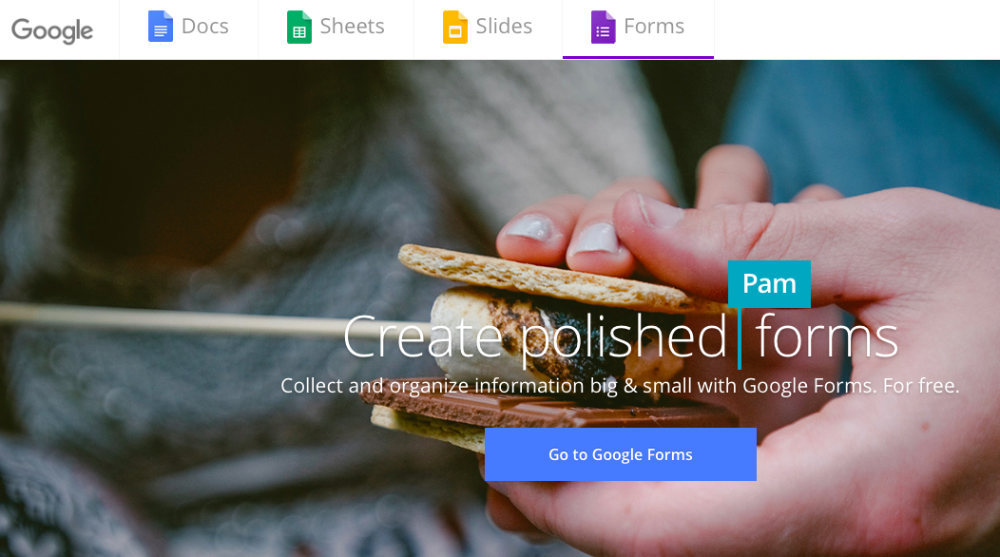 Google Docs Sheets Slides Forms
Pam
Create polished forms
Collect and organize information big & small with Google Forms. For free.
Go to Google Forms